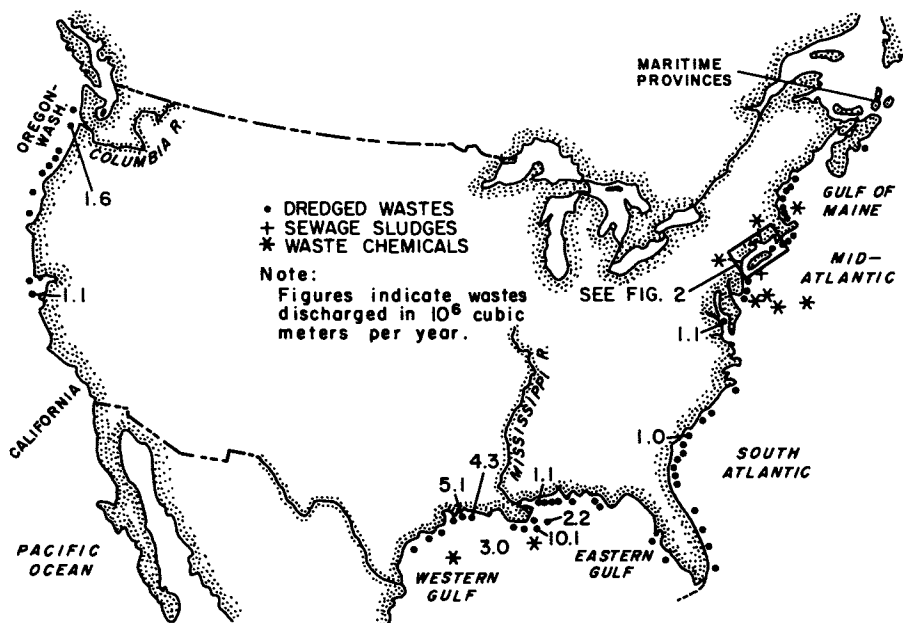 MARITIME
PROVINCES
OREGON-
WASH.
COLUMBIA R.
1.6
• DREDGED WASTES
+ SEWAGE SLUDGES
* WASTE CHEMICALS
Note:
Figures indicate wastes
discharged in 10⁶ cubic
meters per year.
GULF OF
MAINE
MID-
ATLANTIC
SEE FIG. 2
1.1
1.1
CALIFORNIA
MISSISSIPPI R.
1.0
SOUTH
ATLANTIC
4.3
5.1
1.1
2.2
10.1
3.0
PACIFIC
OCEAN
WESTERN
GULF
EASTERN
GULF